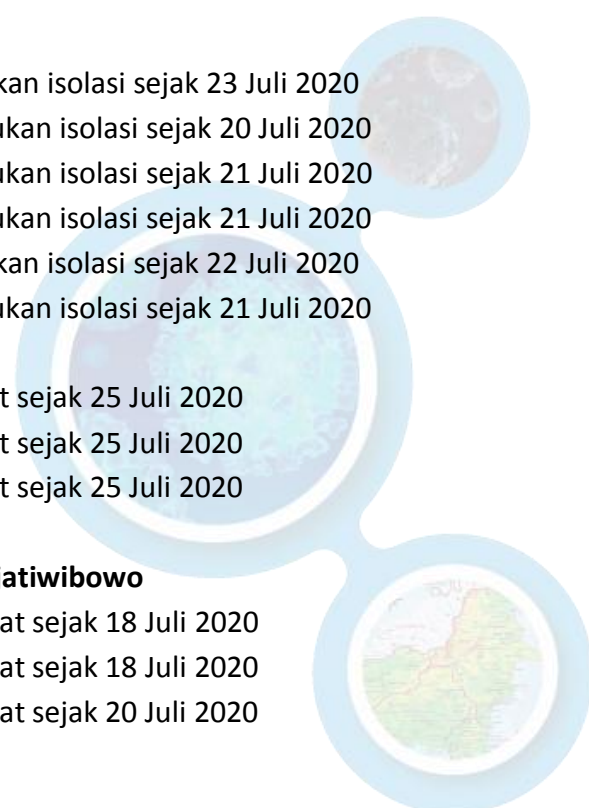 kan isolasi sejak 23 Juli 2020
ukan isolasi sejak 20 Juli 2020
ukan isolasi sejak 21 Juli 2020
ukan isolasi sejak 21 Juli 2020
kan isolasi sejak 22 Juli 2020
ukan isolasi sejak 21 Juli 2020
t sejak 25 Juli 2020
t sejak 25 Juli 2020
t sejak 25 Juli 2020
jatiwibowo
at sejak 18 Juli 2020
at sejak 18 Juli 2020
at sejak 20 Juli 2020